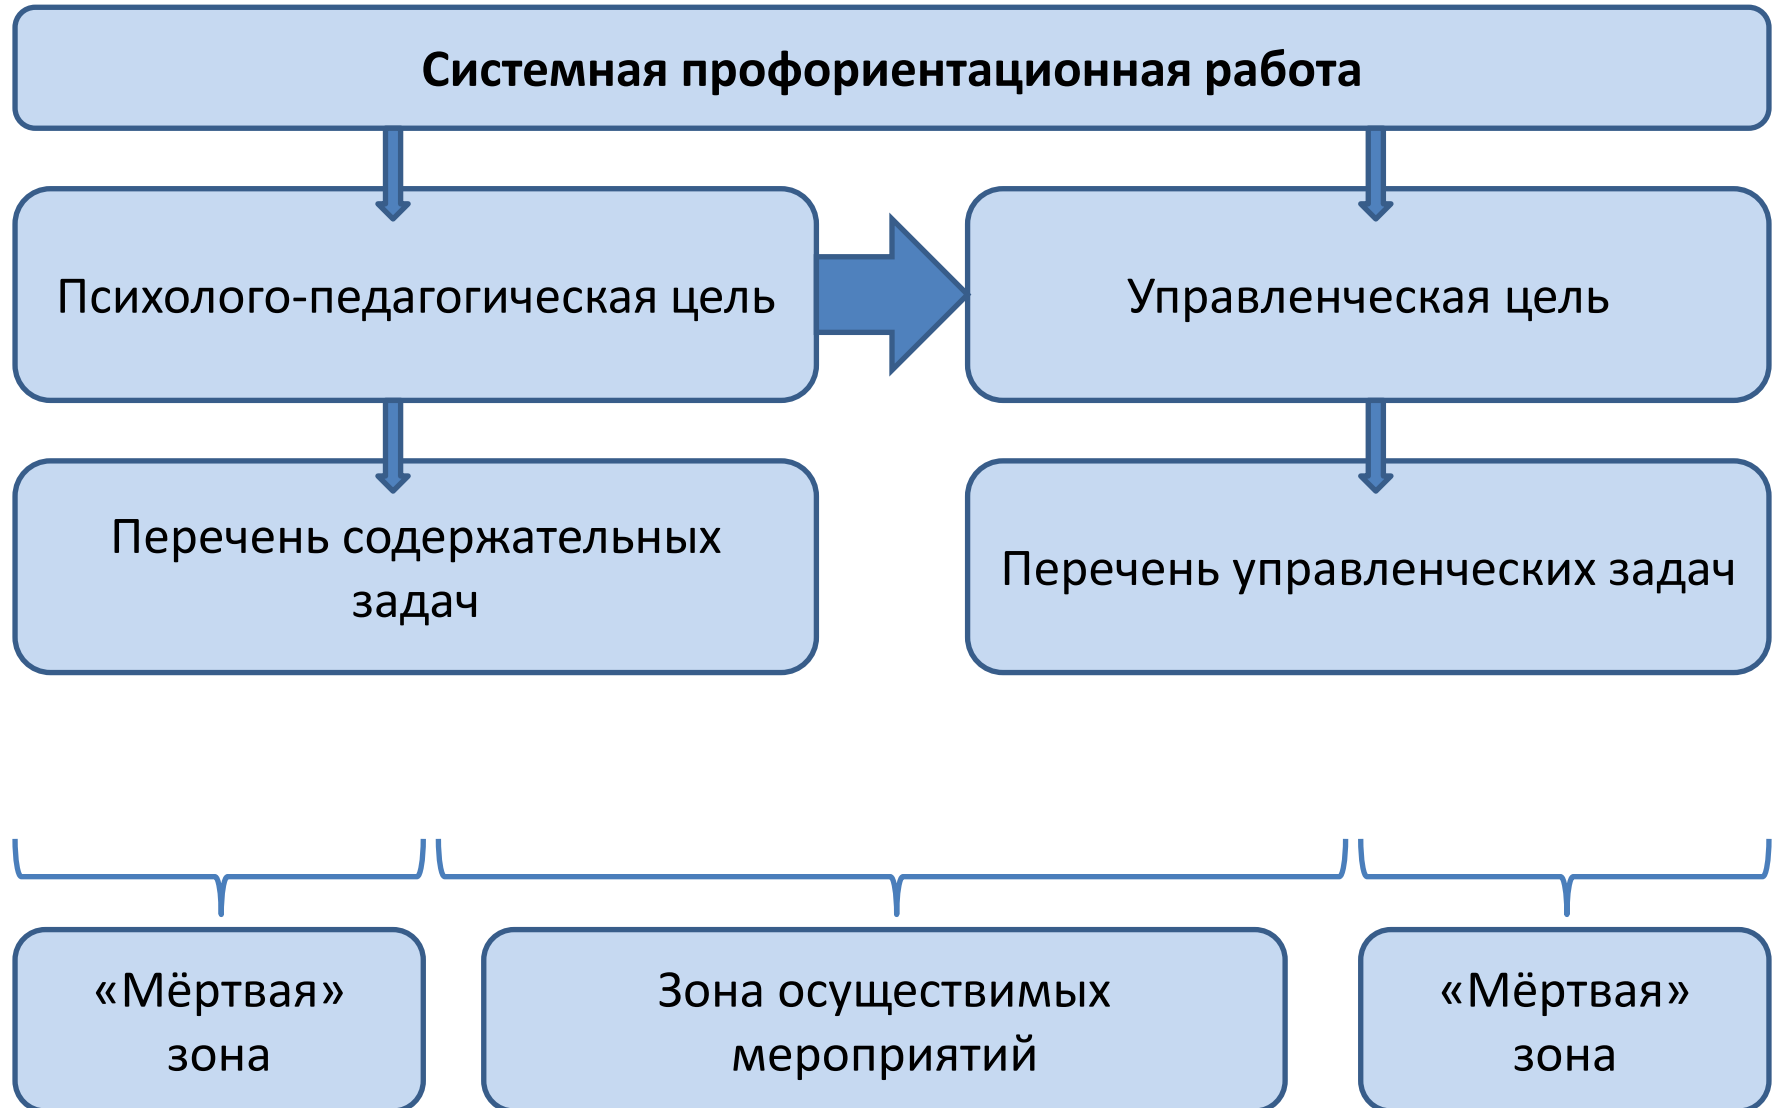 Системная профориентационная работа
Психолого-педагогическая цель
Управленческая цель
Перечень содержательных
задач
Перечень управленческих задач
«Мёртвая»
зона
Зона осуществимых
мероприятий
«Мёртвая»
зона